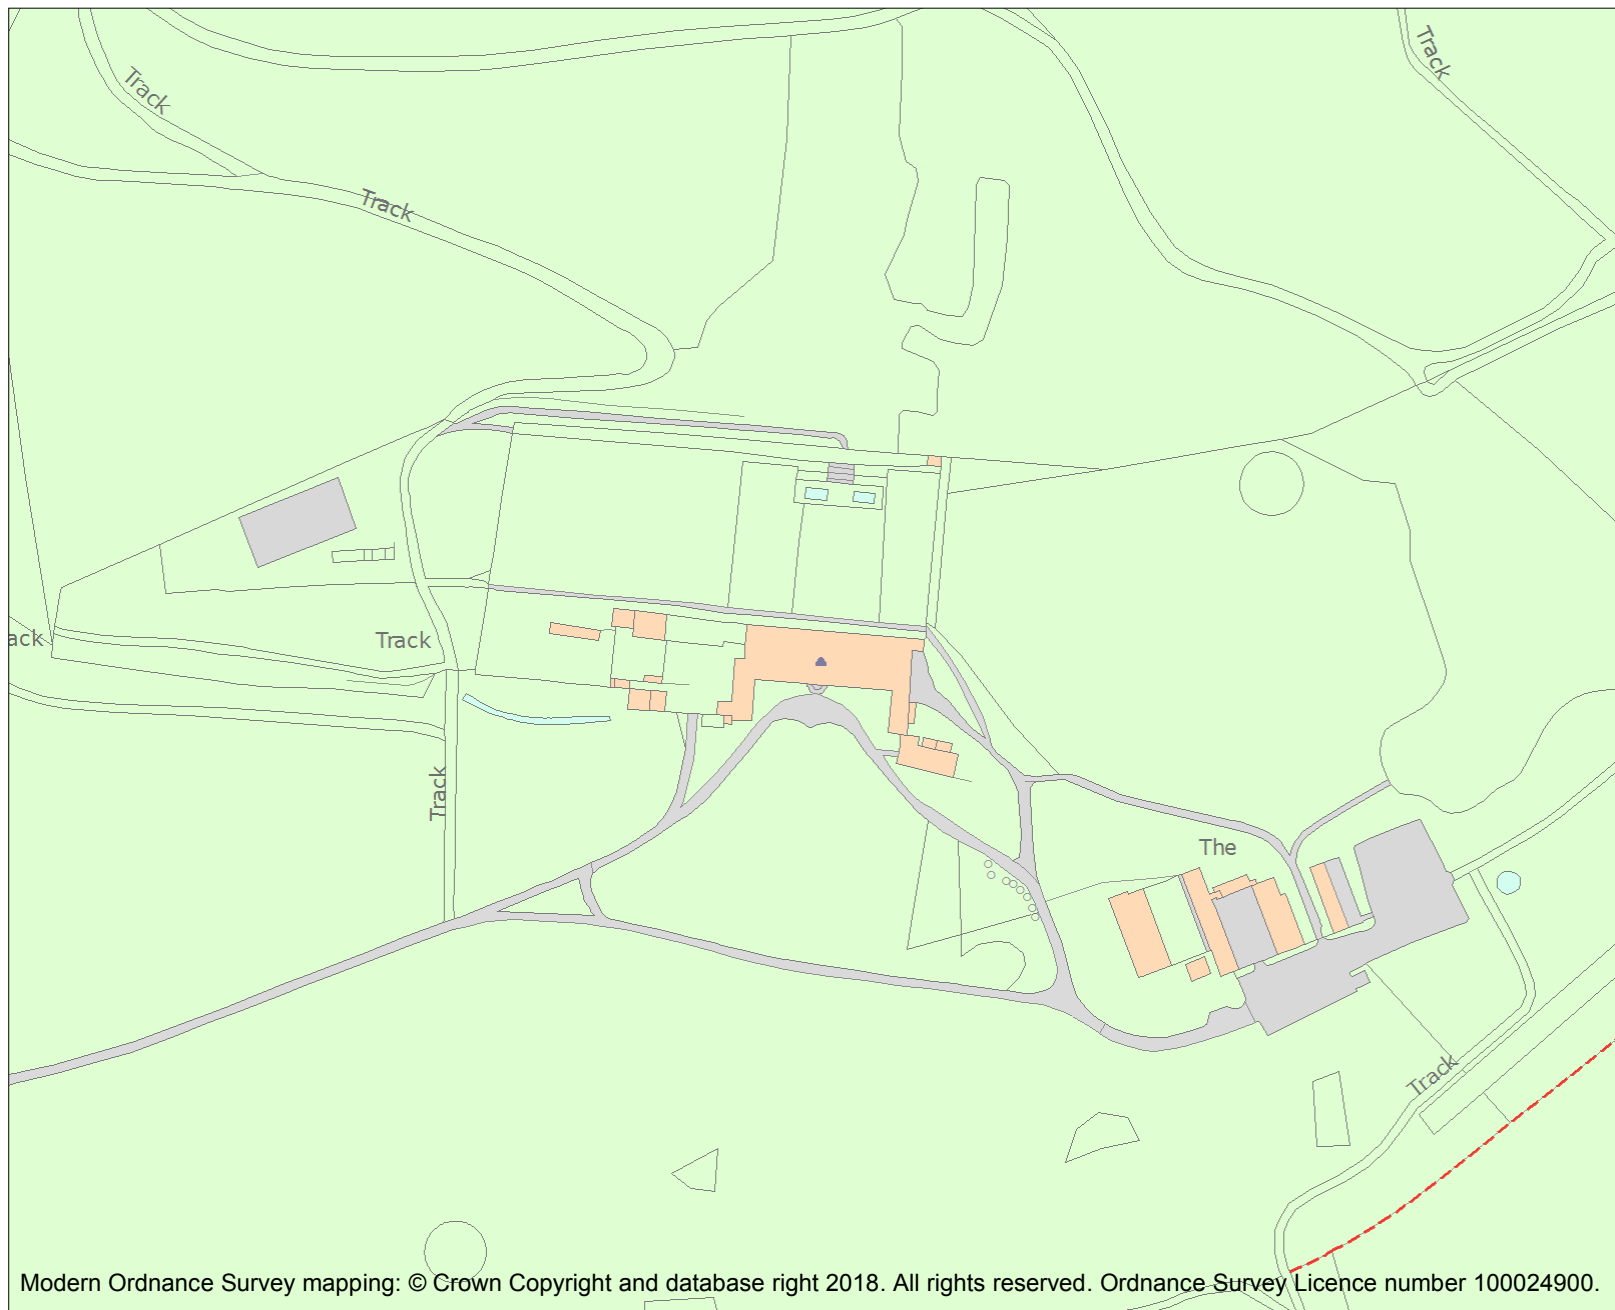 Track
Track
Track
ack
Track
Track
The
Track
Modern Ordnance Survey mapping: © Crown Copyright and database right 2018. All rights reserved. Ordnance Survey Licence number 100024900.